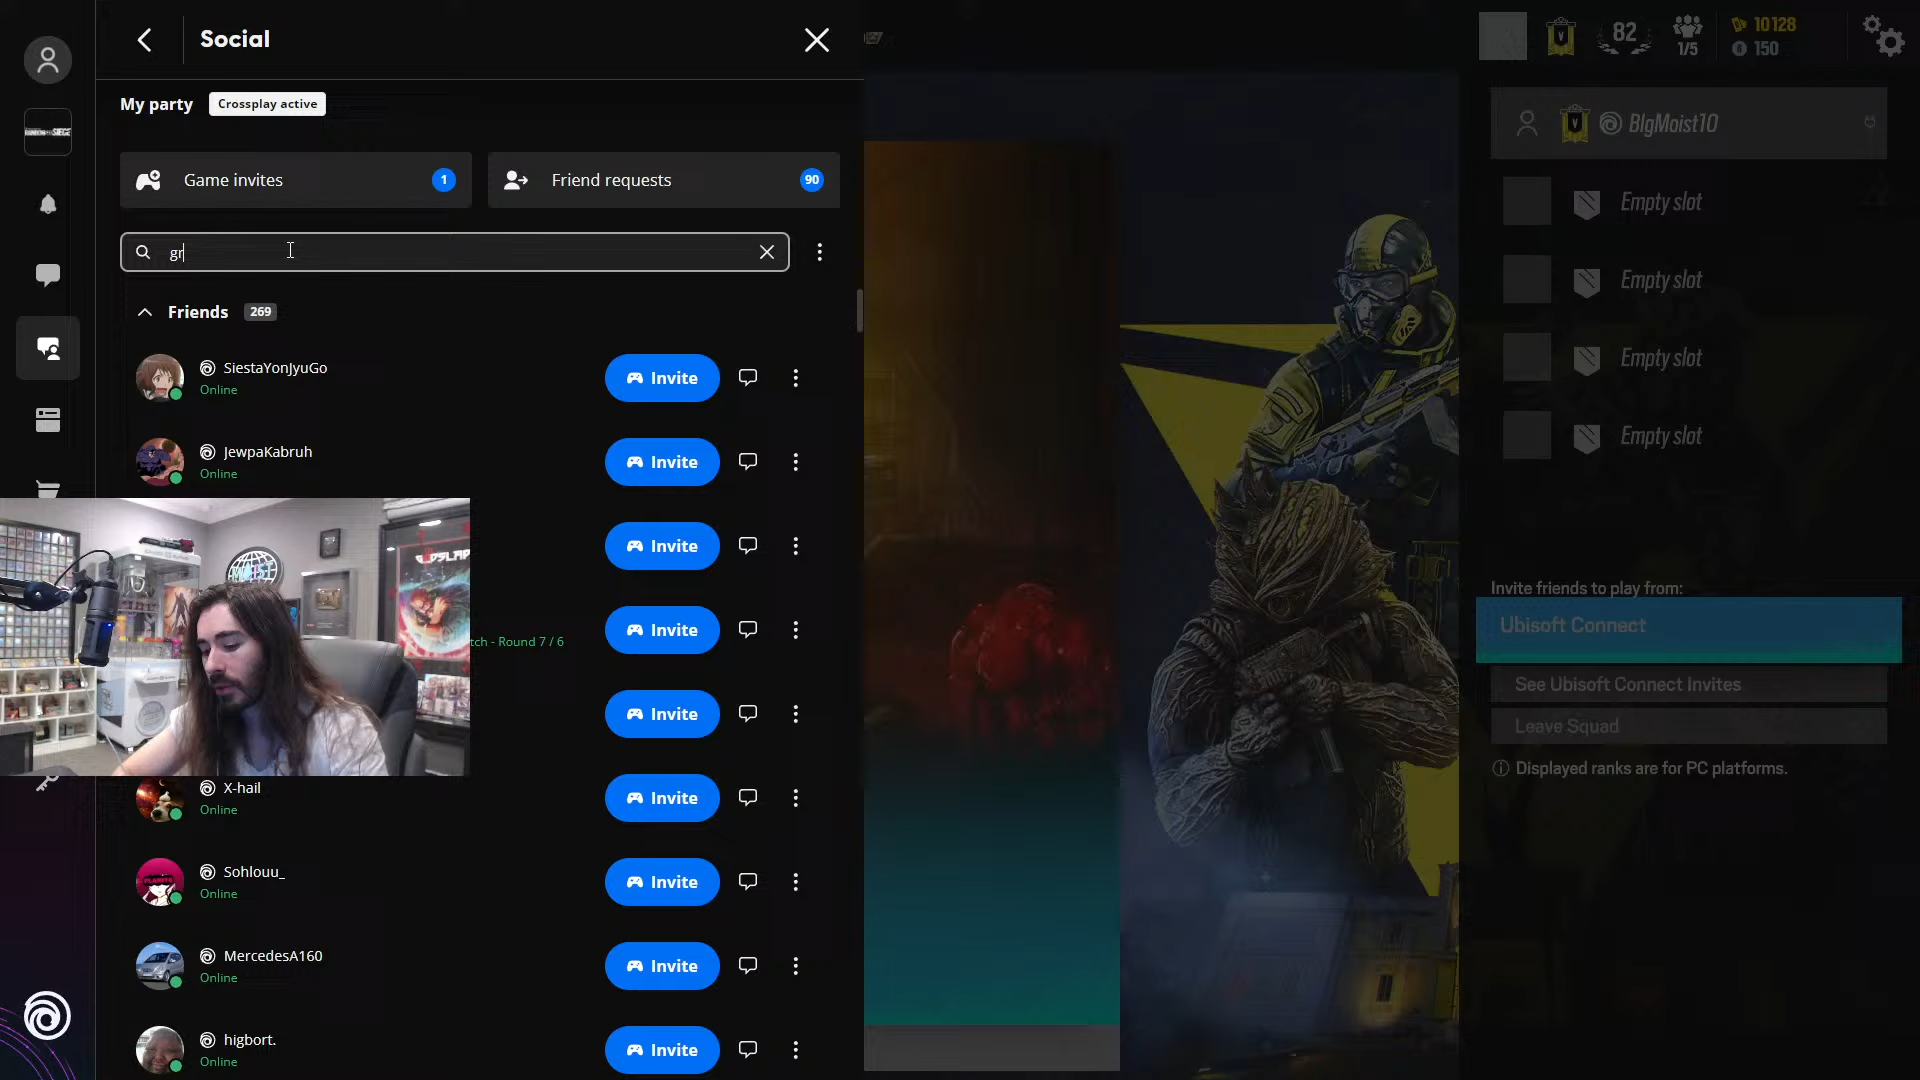 Social
My party
Crossplay active
Game invites
1
Friend requests
90
gr
Friends
269
SiestaYonJyuGo
Online
Invite
JewpaKabruh
Online
Invite
Invite
tch - Round 7 / 6
Invite
Invite
X-hail
Online
Invite
Sohlouu_
Online
Invite
MercedesA160
Online
Invite
higbort.
Online
Invite
82
1/5
10128
150
BIgMoist10
Empty slot
Empty slot
Empty slot
Empty slot
Invite friends to play from:
Ubisoft Connect
See Ubisoft Connect Invites
Leave Squad
Displayed ranks are for PC platforms.
SIEGE
MOIST